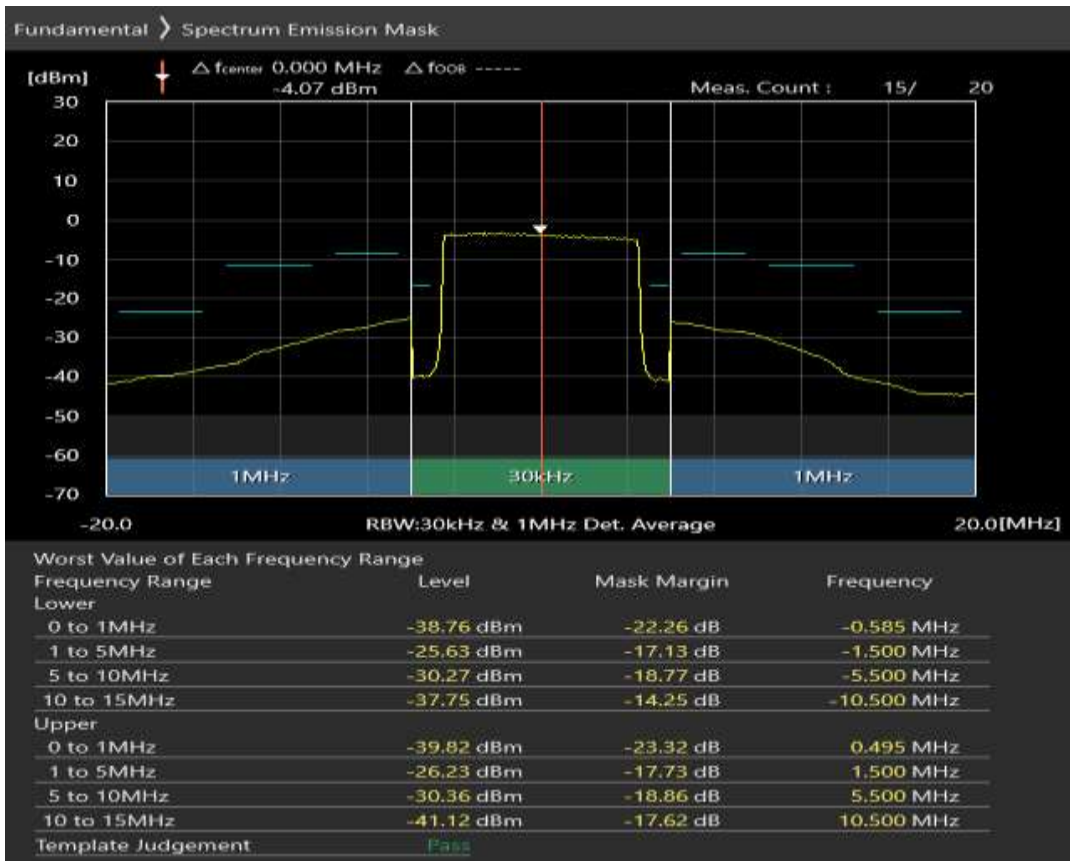 Fundamental ❯ Spectrum Emission Mask
[dBm] △ fcenter 0.000 MHz △ fOOB -----
-4.07 dBm Meas. Count : 15/ 20
30
20
10
0
-10
-20
-30
-40
-50
-60
1MHz 30kHz 1MHz
-70
-20.0 RBW:30kHz & 1MHz Det. Average 20.0[MHz]
Worst Value of Each Frequency Range
Frequency Range Level Mask Margin Frequency
Lower
0 to 1MHz -38.76 dBm -22.26 dB -0.585 MHz
1 to 5MHz -25.63 dBm -17.13 dB -1.500 MHz
5 to 10MHz -30.27 dBm -18.77 dB -5.500 MHz
10 to 15MHz -37.75 dBm -14.25 dB -10.500 MHz
Upper
0 to 1MHz -39.82 dBm -23.32 dB 0.495 MHz
1 to 5MHz -26.23 dBm -17.73 dB 1.500 MHz
5 to 10MHz -30.36 dBm -18.86 dB 5.500 MHz
10 to 15MHz -41.12 dBm -17.62 dB 10.500 MHz
Template Judgement Pass